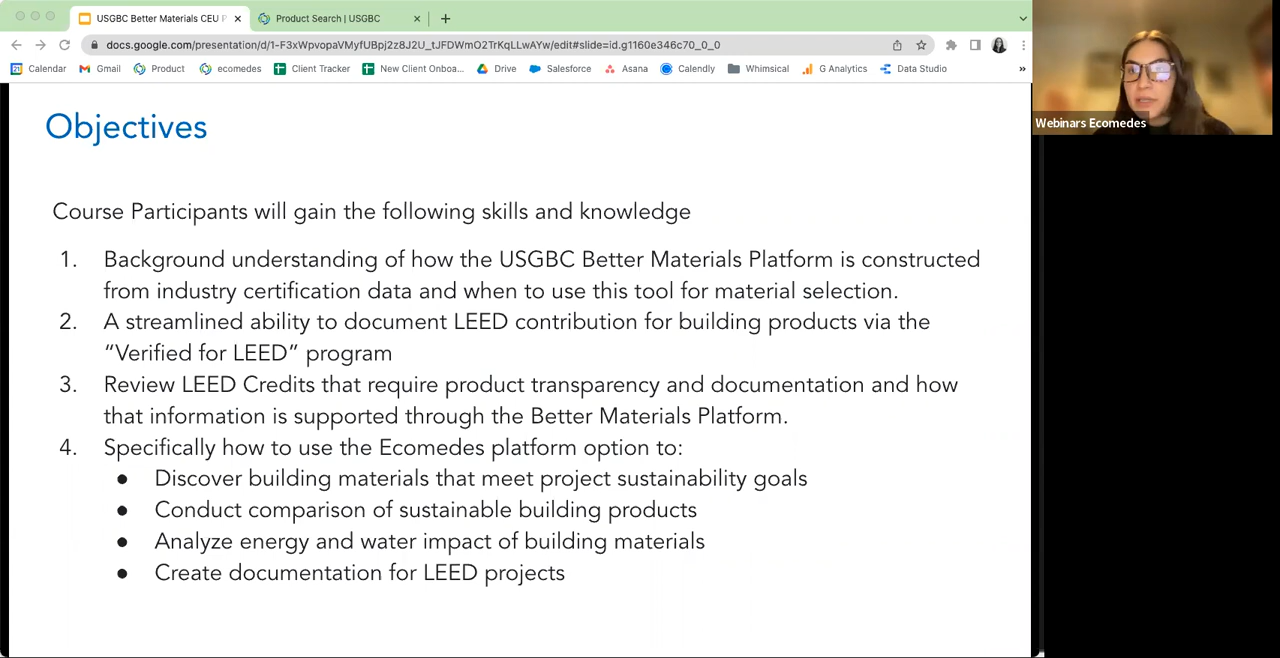 USGBC Better Materials CEU P
Product Search | USGBC
docs.google.com/presentation/d/1-F3xWpvopaVMyfUBpj2z8J2U_tJFDWmO2TrKqLLwAYw/edit#slide=id.g1160e346c70_0_0
Calendar Gmail Product ecomedes Client Tracker New Client Onboa... Drive Salesforce Asana Calendly Whimsical G Analytics Data Studio »
Webinars Ecomedes
Objectives
Course Participants will gain the following skills and knowledge
1. Background understanding of how the USGBC Better Materials Platform is constructed
from industry certification data and when to use this tool for material selection.
2. A streamlined ability to document LEED contribution for building products via the
“Verified for LEED” program
3. Review LEED Credits that require product transparency and documentation and how
that information is supported through the Better Materials Platform.
4. Specifically how to use the Ecomedes platform option to:
● Discover building materials that meet project sustainability goals
● Conduct comparison of sustainable building products
● Analyze energy and water impact of building materials
● Create documentation for LEED projects